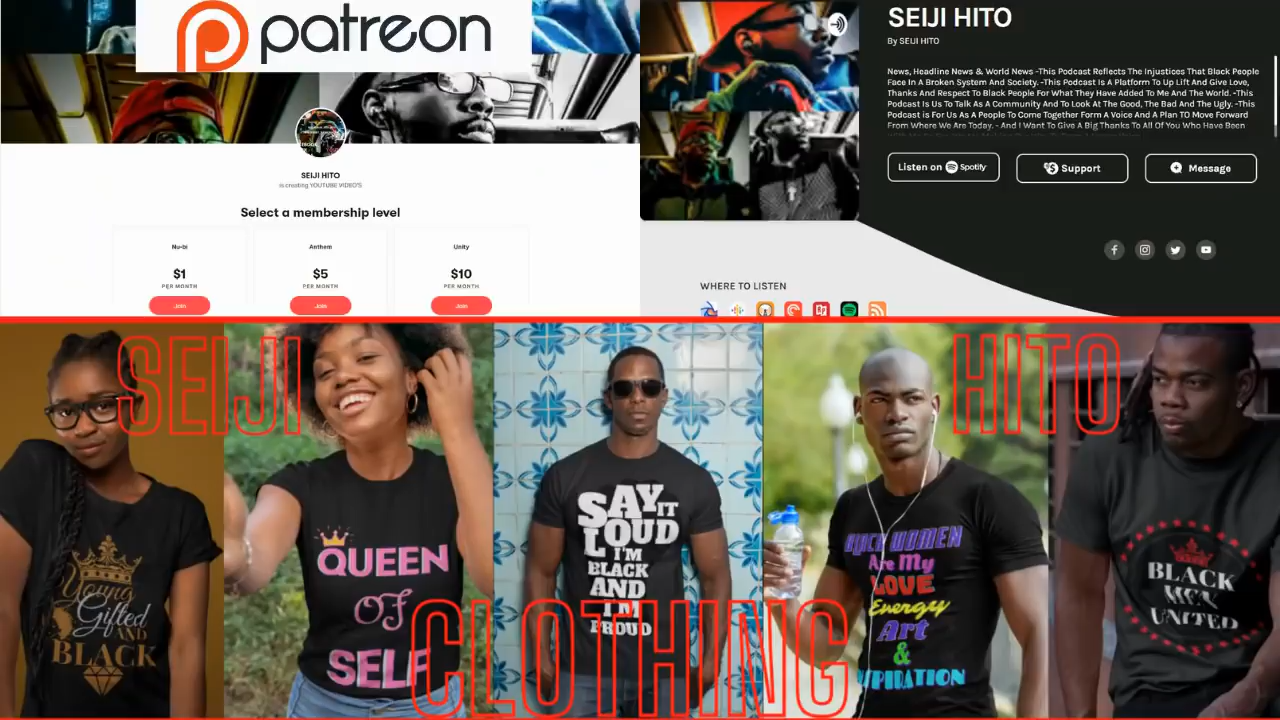 patreon
SEIJI HITO
is creating YOUTUBE VIDEO'S
Select a membership level
Nu-bi
Anthem
Unity
$1
$5
$10
PER MONTH
PER MONTH
PER MONTH
Join
Join
Join
SEIJI HITO
By SEIJI HITO
News, Headline News & World News -This Podcast Reflects The Injustices That Black People
Face In A Broken System And Society. -This Podcast Is A Platform To Up Lift And Give Love,
Thanks And Respect To Black People For What They Have Added To Me And The World. -This
Podcast Is Us To Talk As A Community And To Look At The Good, The Bad And The Ugly. -This
Podcast is For Us As A People To Come Together Form A Voice And A Plan TO Move Forward
From Where We Are Today. - And I Want To Give A Big Thanks To All Of You Who Have Been
Listen on Spotify
Support
Message
WHERE TO LISTEN
SEIJI
HITO
CLOTHING
Young
Gifted
AND
BLACK
QUEEN
OF
SELF
SAY IT
LOUD
I'M
BLACK
AND
I'M
PROUD
WOMEN
Are My
LOVE
Energy
Art
&
BLACK
MEN
UNITED